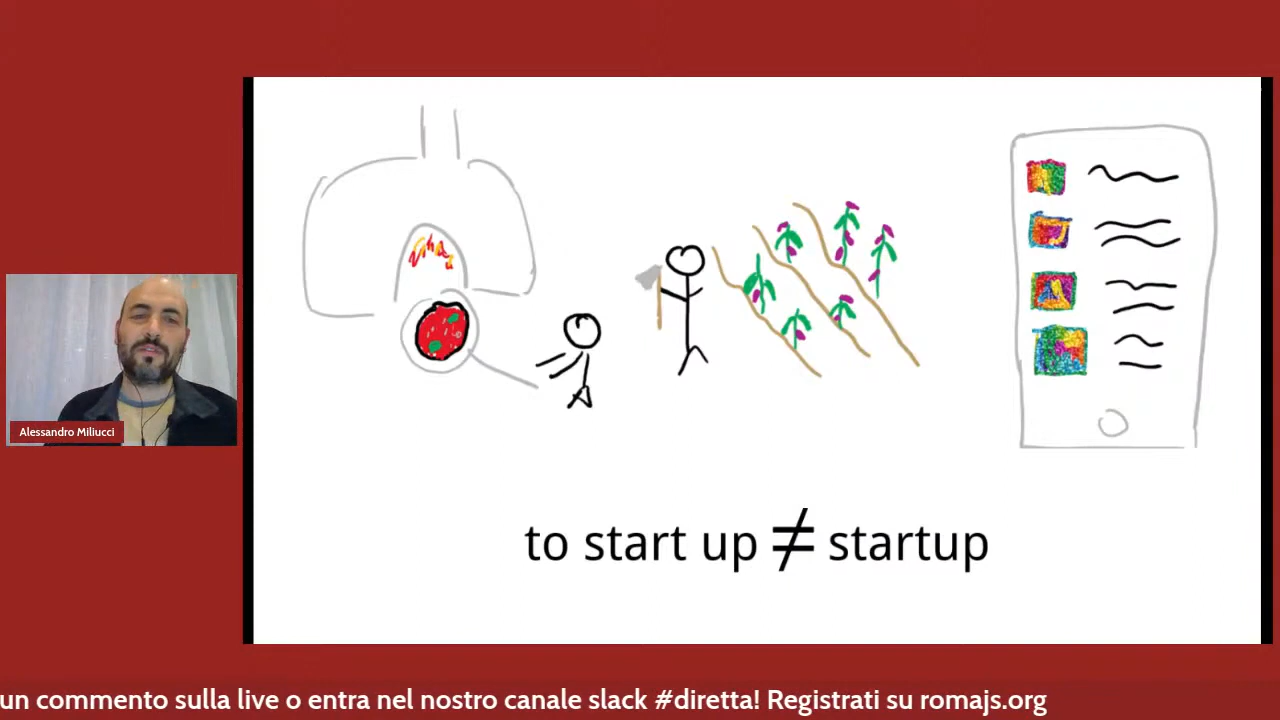 Alessandro Miliucci
to start up ≠ startup
un commento sulla live o entra nel nostro canale slack #diretta! Registrati su romajs.org